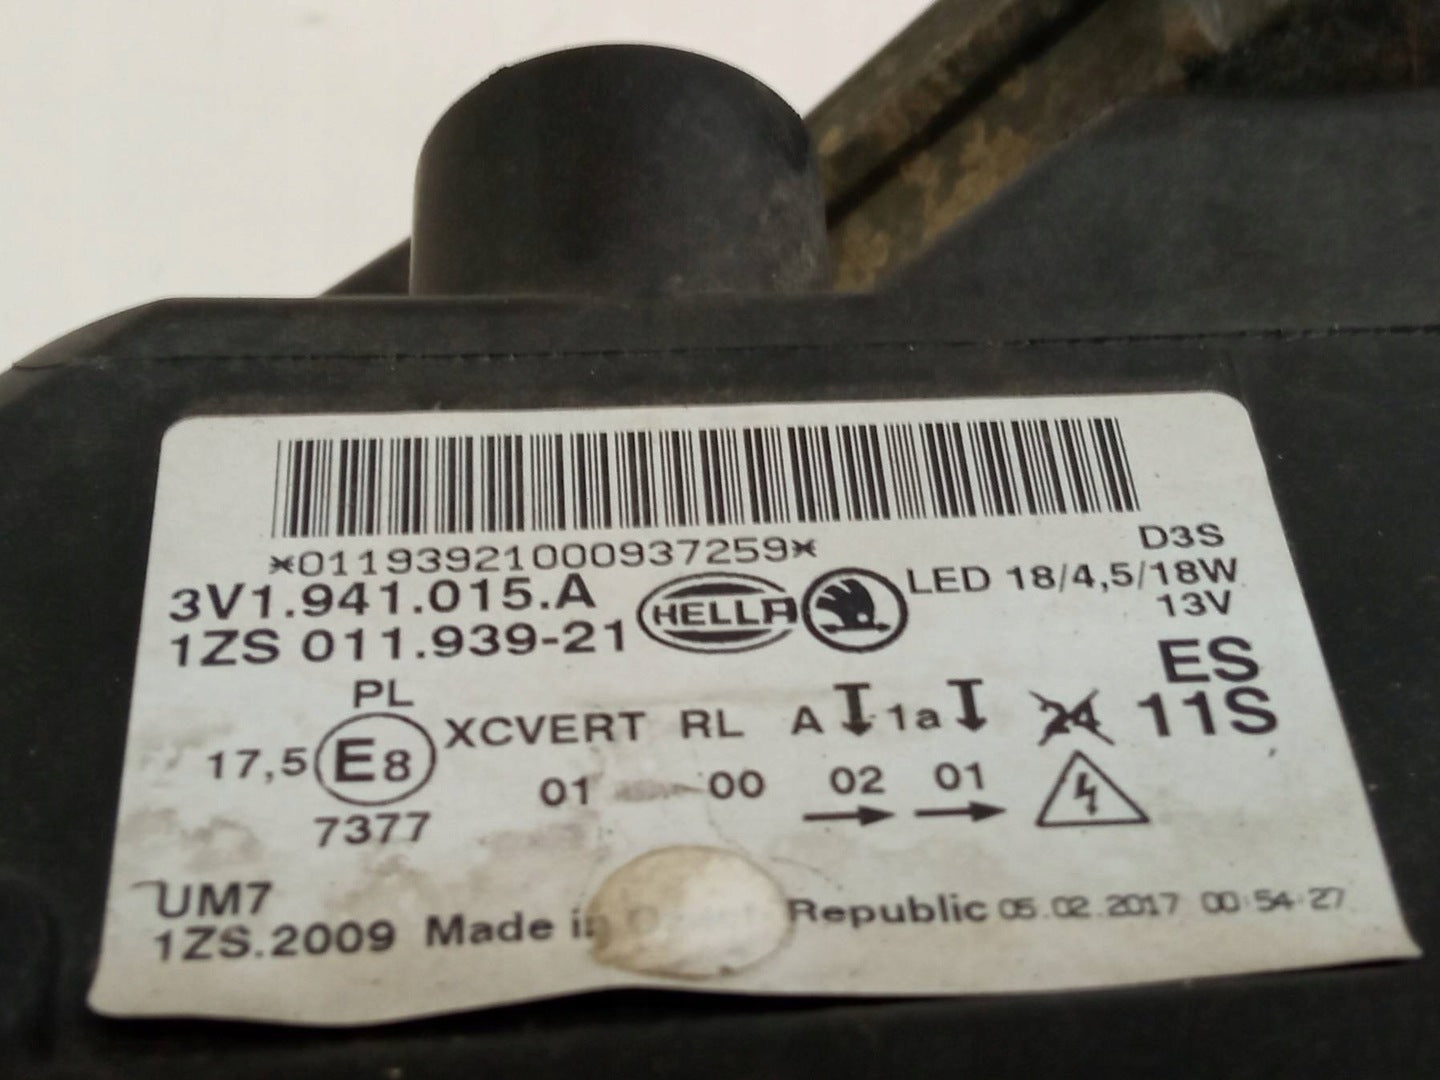 *011939210000937259*
D3S
3V1.941.015.A
HELLA
LED 18/4,5/18W
13V
1ZS 011.939-21
ES
11S
PL
XCVERT RL A 1a 24
17,5 E8
01 00 02 01
7377
UM7
1ZS.2009 Made in Republic 05.02.2017 00:54:27